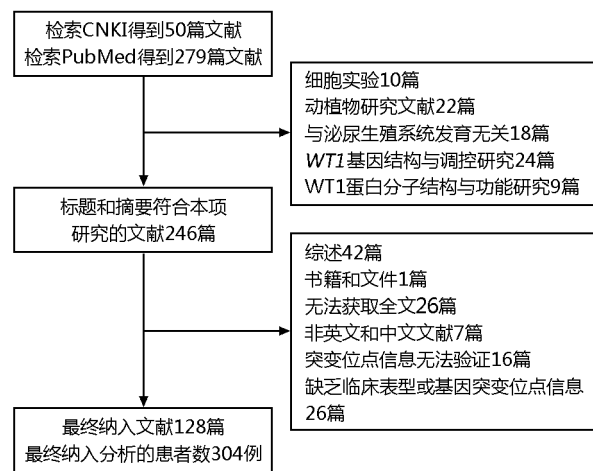 检索CNKI得到50篇文献
检索PubMed得到279篇文献
细胞实验10篇
动植物研究文献22篇
与泌尿生殖系统发育无关18篇
WT1基因结构与调控研究24篇
WT1蛋白分子结构与功能研究9篇
标题和摘要符合本项
研究的文献246篇
综述42篇
书籍和文件1篇
无法获取全文26篇
非英文和中文文献7篇
突变位点信息无法验证16篇
缺乏临床表型或基因突变位点信息
26篇
最终纳入文献128篇
最终纳入分析的患者数304例